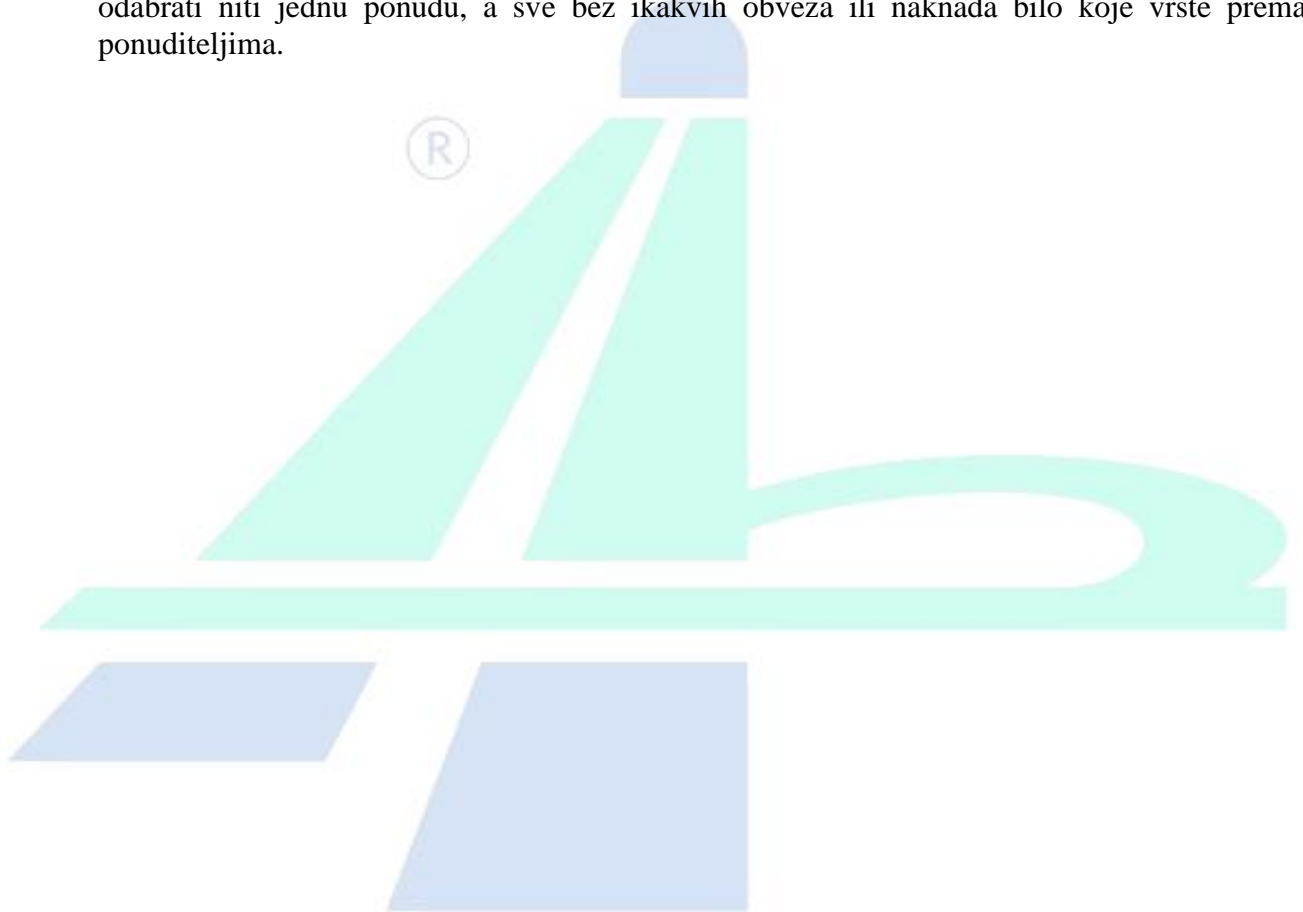 odabrati niti jednu ponudu, a sve bez ikakvih obveza ili naknada bilo koje vrste prema
ponuditeljima.
®